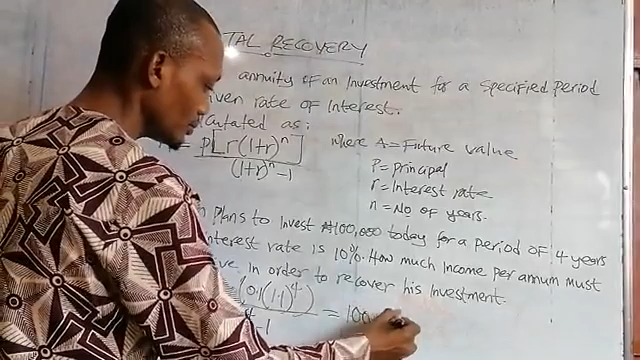 TAL RECOVERY
annuity of an Investment for a specified period
iven rate of Interest.
culated as:
= P[r(1+r)^n] where A = Future value
(1+r)^n - 1 P = principal
r = Interest rate
n = No of years.
n plans to invest ₦100,000 today for a period of 4 years
nterest rate is 10%. How much Income per annum must
ve in order to recover his investment.
(0.1(1.1)^4) = 100
-1